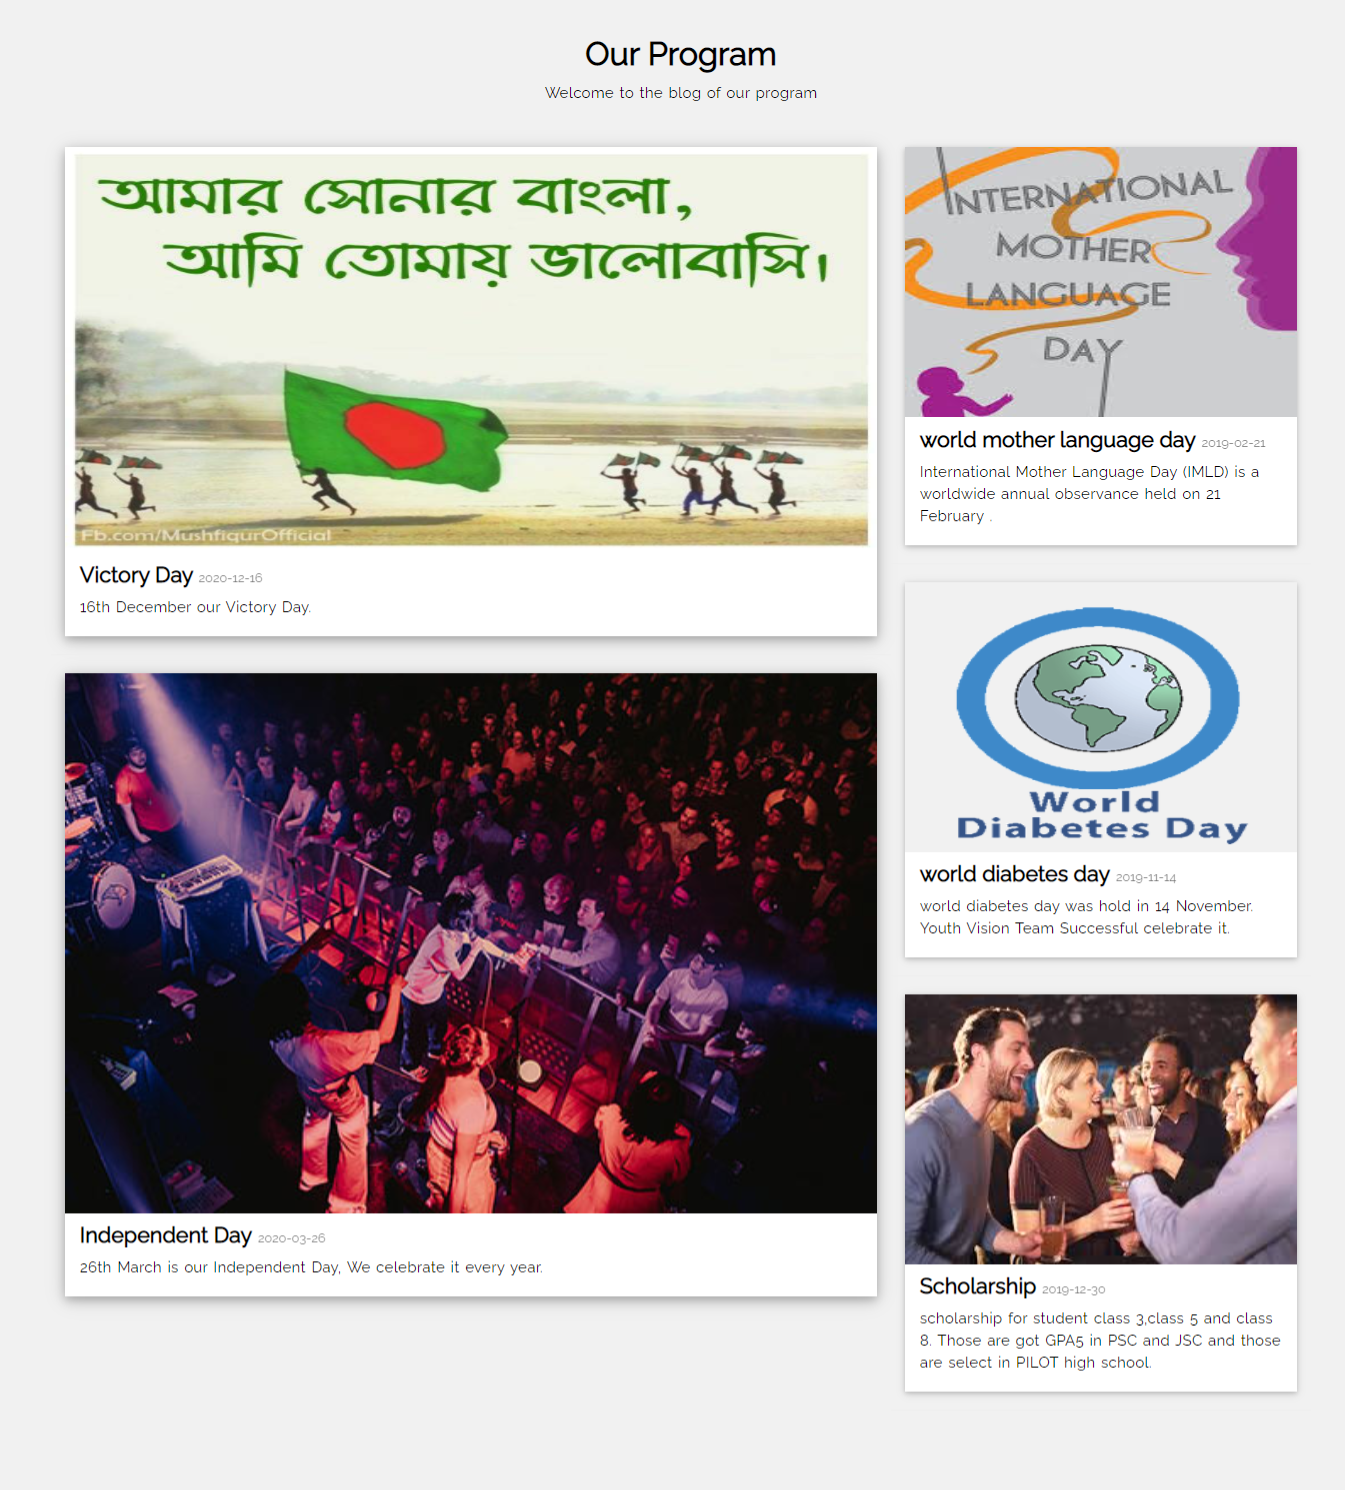 Our Program
Welcome to the blog of our program
আমার সোনার বাংলা,
আমি তোমায় ভালোবাসি।
Fb.com/MushfiqurOfficial
Victory Day 2020-12-16
16th December our Victory Day.
Independent Day 2020-03-26
26th March is our Independent Day, We celebrate it every year.
INTERNATIONAL
MOTHER
LANGUAGE
DAY
world mother language day 2019-02-21
International Mother Language Day (IMLD) is a
worldwide annual observance held on 21
February .
World
Diabetes Day
world diabetes day 2019-11-14
world diabetes day was hold in 14 November.
Youth Vision Team Successful celebrate it.
Scholarship 2019-12-30
scholarship for student class 3,class 5 and class
8. Those are got GPA5 in PSC and JSC and those
are select in PILOT high school.